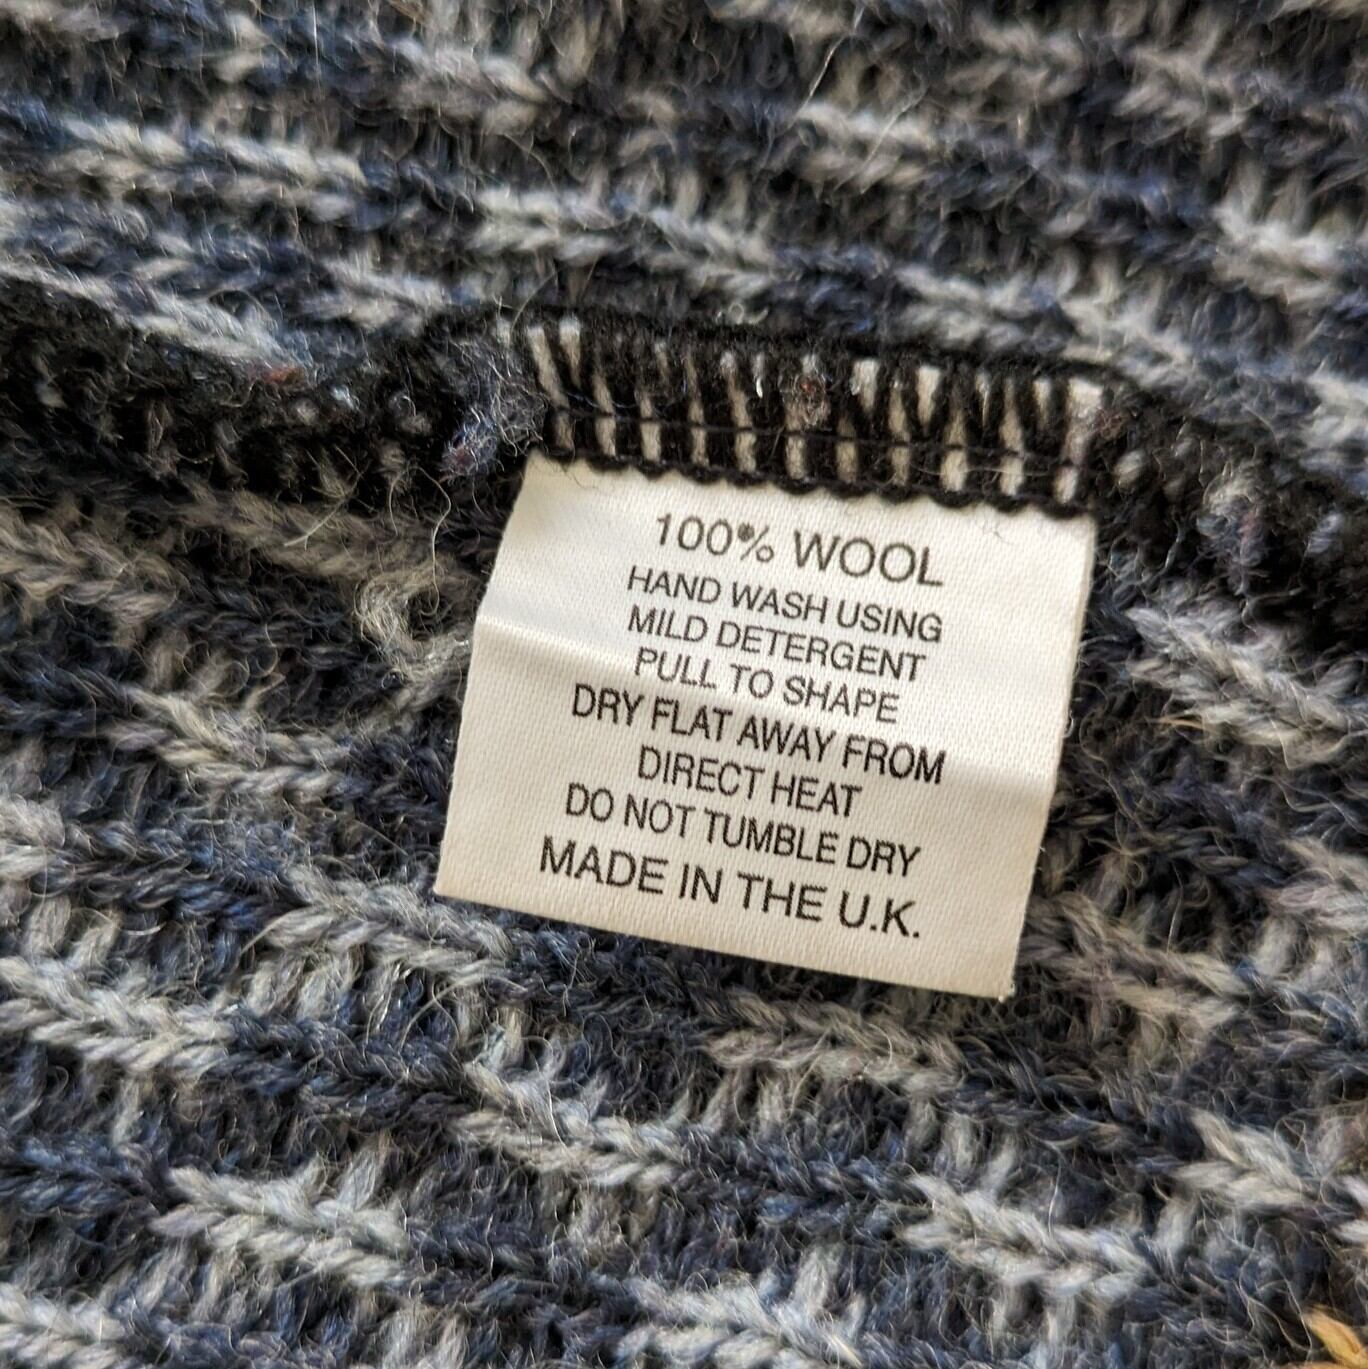 100% WOOL
HAND WASH USING
MILD DETERGENT
PULL TO SHAPE
DRY FLAT AWAY FROM
DIRECT HEAT
DO NOT TUMBLE DRY
MADE IN THE U.K.